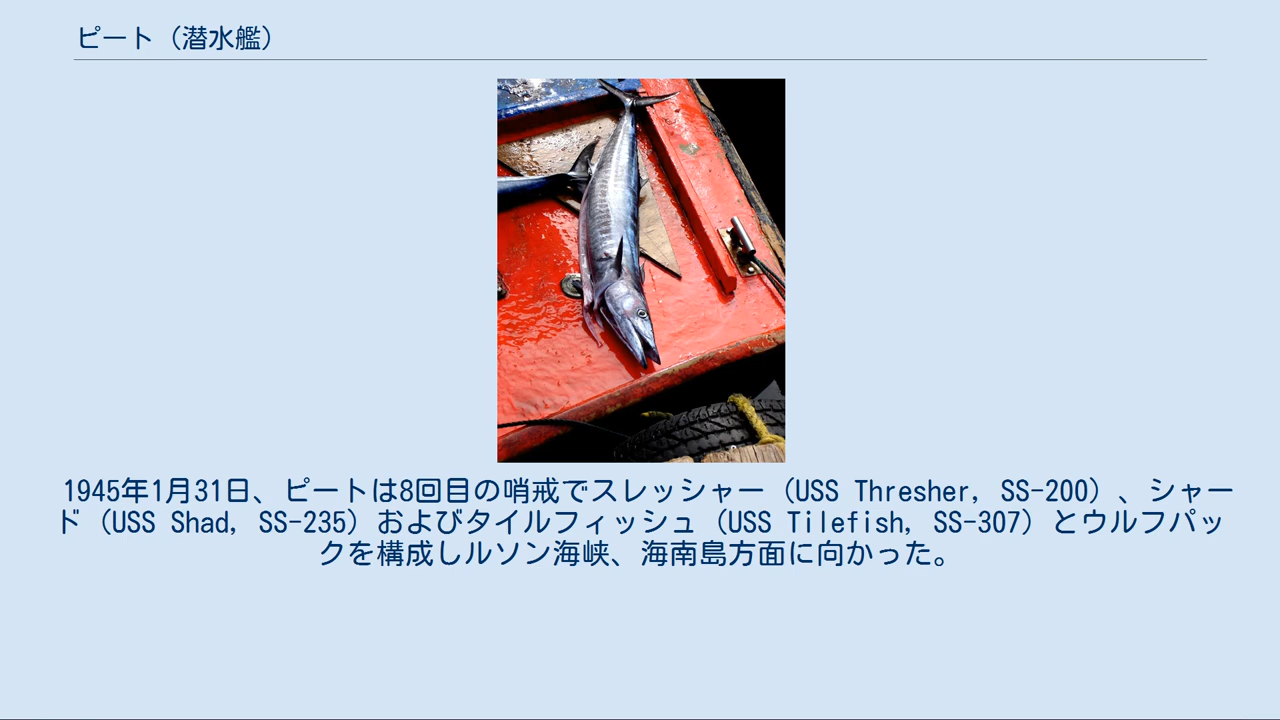 ピート（潜水艦）
1945年1月31日、ピートは8回目の哨戒でスレッシャー（USS Thresher, SS-200）、シャー
ド（USS Shad, SS-235）およびタイルフィッシュ（USS Tilefish, SS-307）とウルフパッ
クを構成しルソン海峡、海南島方面に向かった。